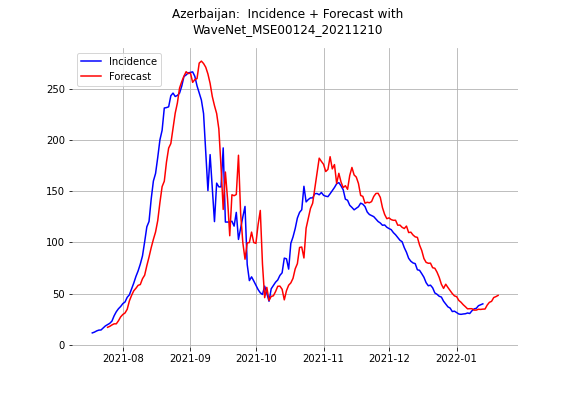 Azerbaijan:  Incidence + Forecast with
WaveNet_MSE00124_20211210
Incidence
Forecast
250
200
150
100
50
0
2021-08 2021-09 2021-10 2021-11 2021-12 2022-01